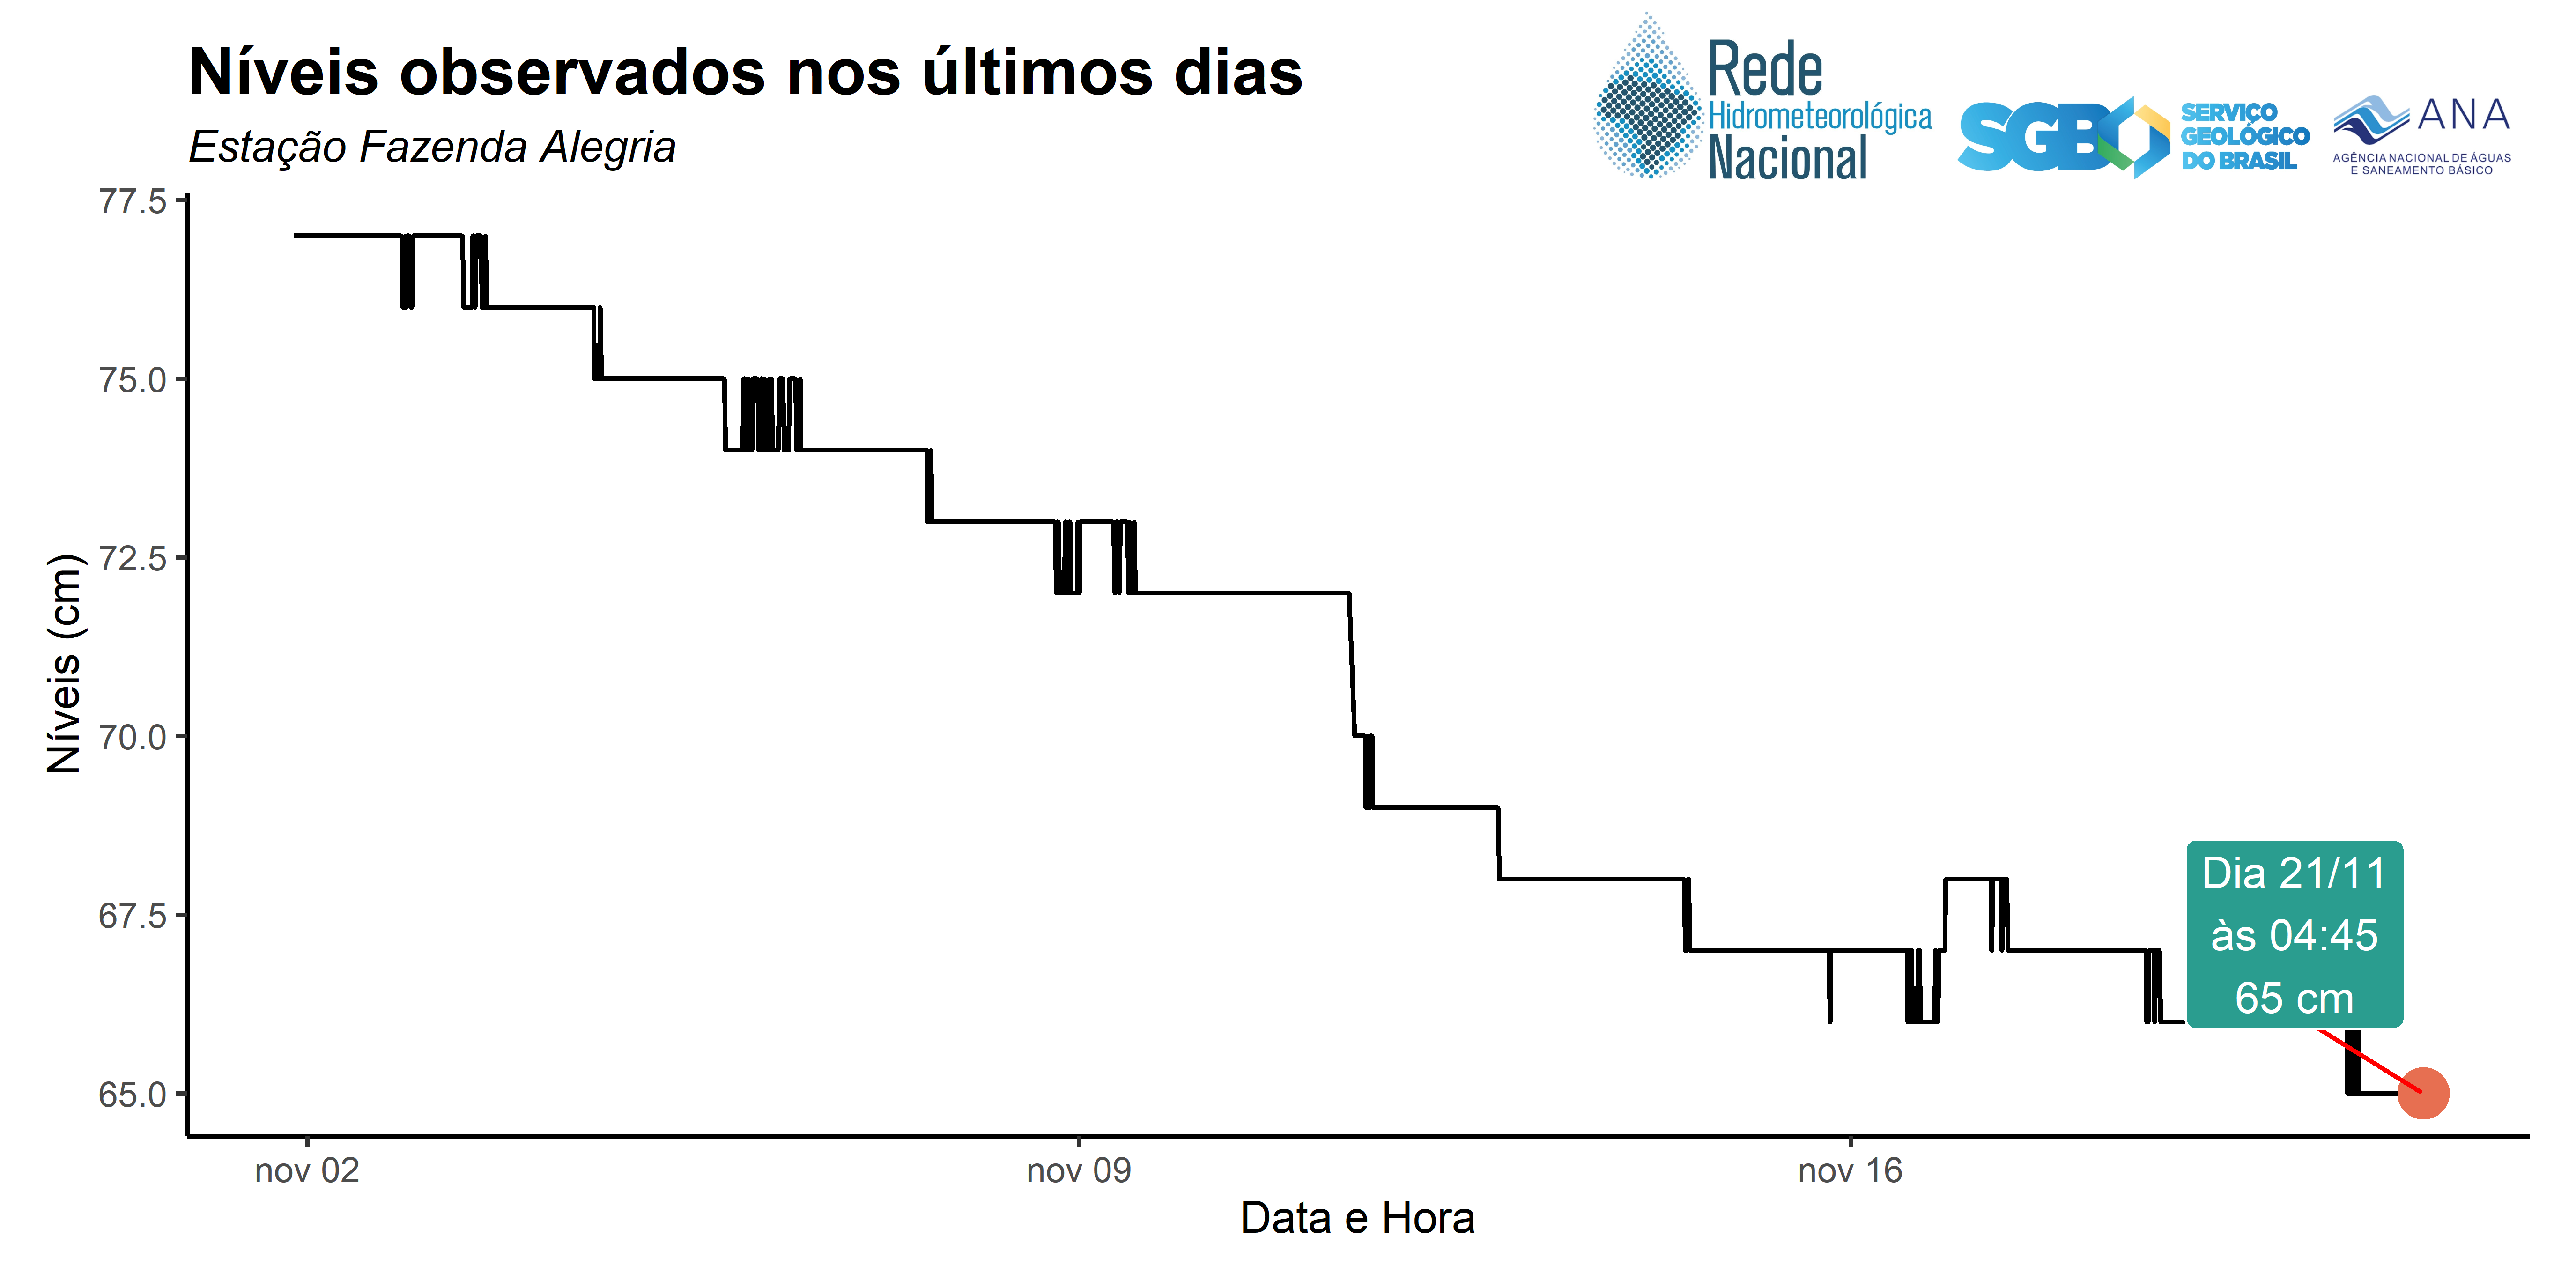 Níveis observados nos últimos dias
Estação Fazenda Alegria
Rede
Hidrometeorológica
Nacional
SGB
SERVIÇO
GEOLÓGICO
DO BRASIL
ANA
AGÊNCIA NACIONAL DE ÁGUAS
E SANEAMENTO BÁSICO
Níveis (cm)
77.5
75.0
72.5
70.0
67.5
65.0
Dia 21/11
às 04:45
65 cm
nov 02
nov 09
nov 16
Data e Hora